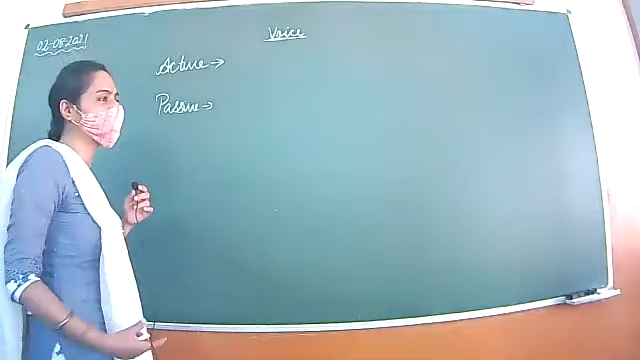 02-08-2021
Voice
Active →
Passive →